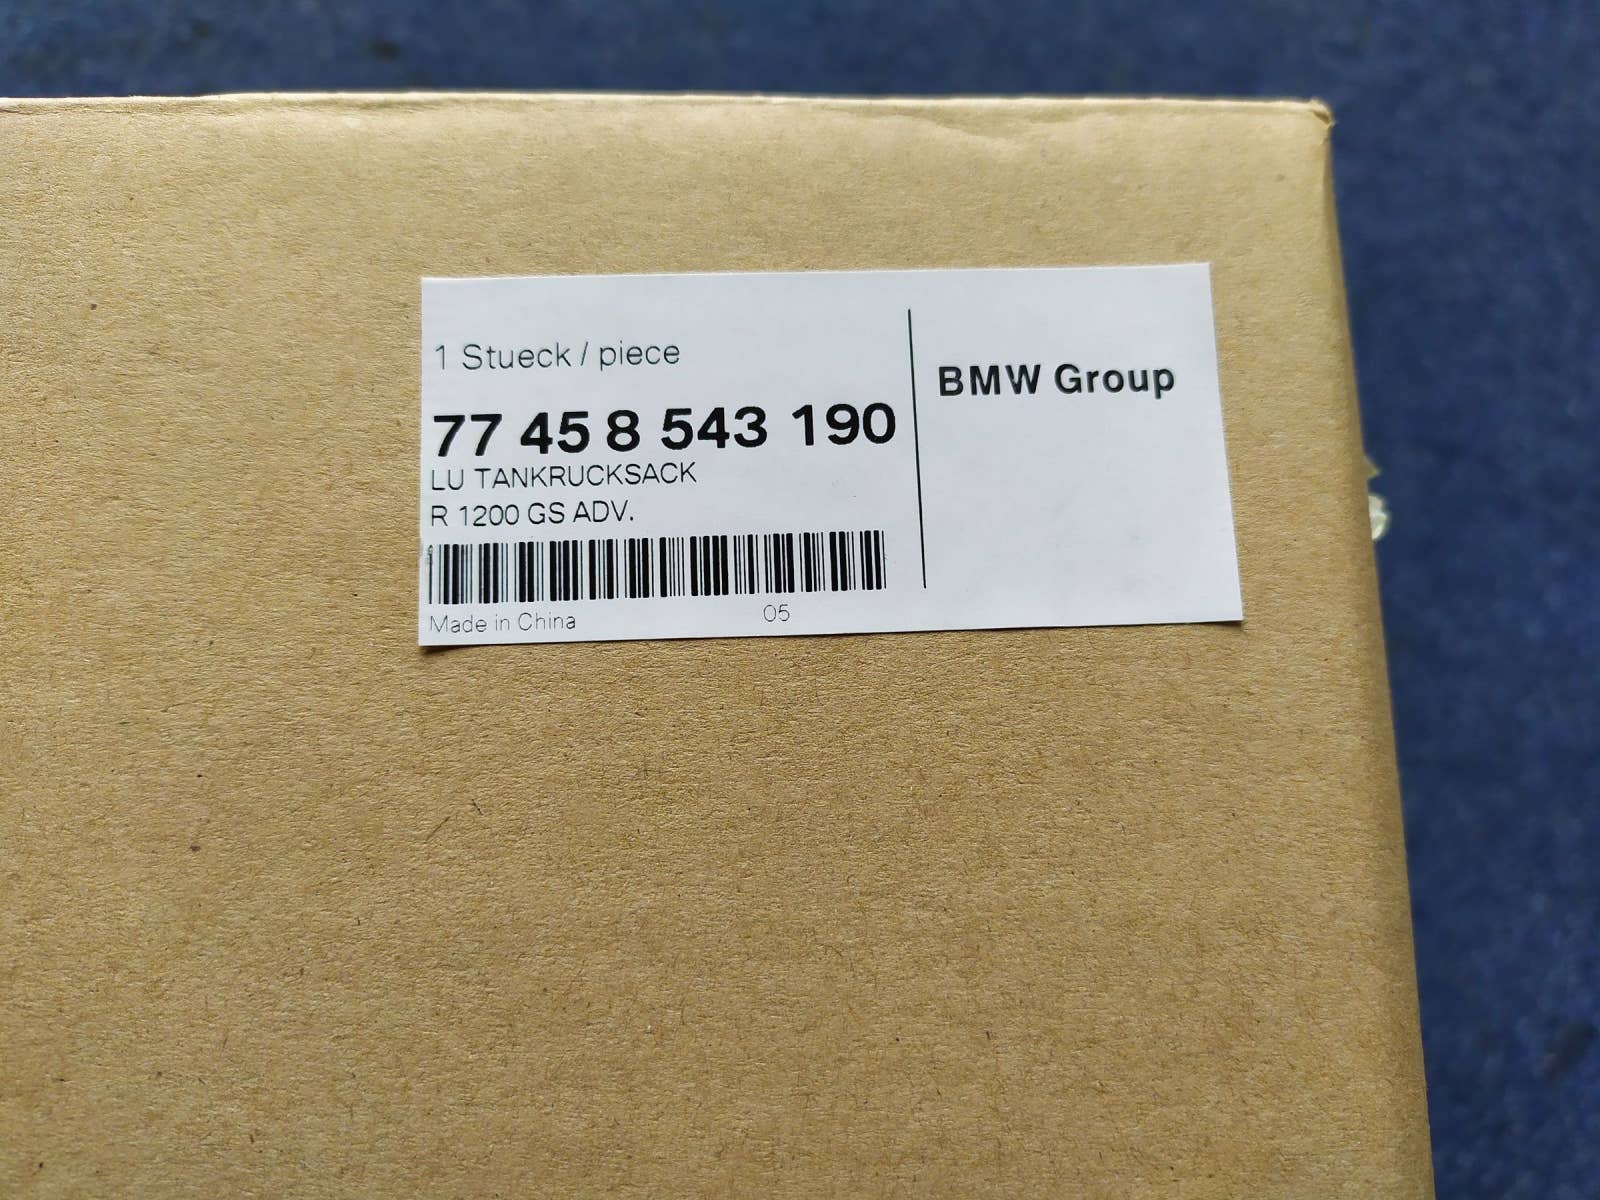 1 Stueck / piece
77 45 8 543 190
LU TANKRUCKSACK
R 1200 GS ADV.
Made in China
05
BMW Group